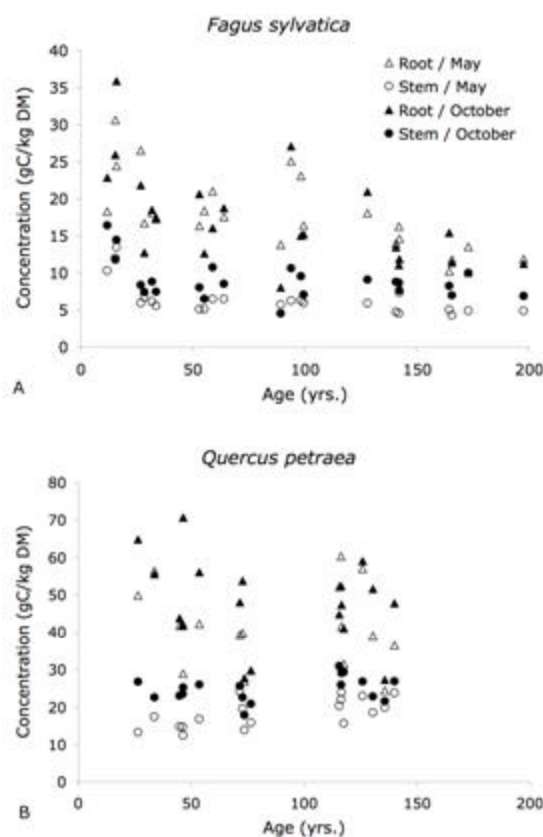 Fagus sylvatica
A
40
35
30
25
20
15
10
5
0
Concentration (gC/kg DM)
Root / May
Stem / May
Root / October
Stem / October
0 50 100 150 200
Age (yrs.)
Quercus petraea
80
70
60
50
40
30
20
10
0
Concentration (gC/kg DM)
0 50 100 150 200
Age (yrs.)
B